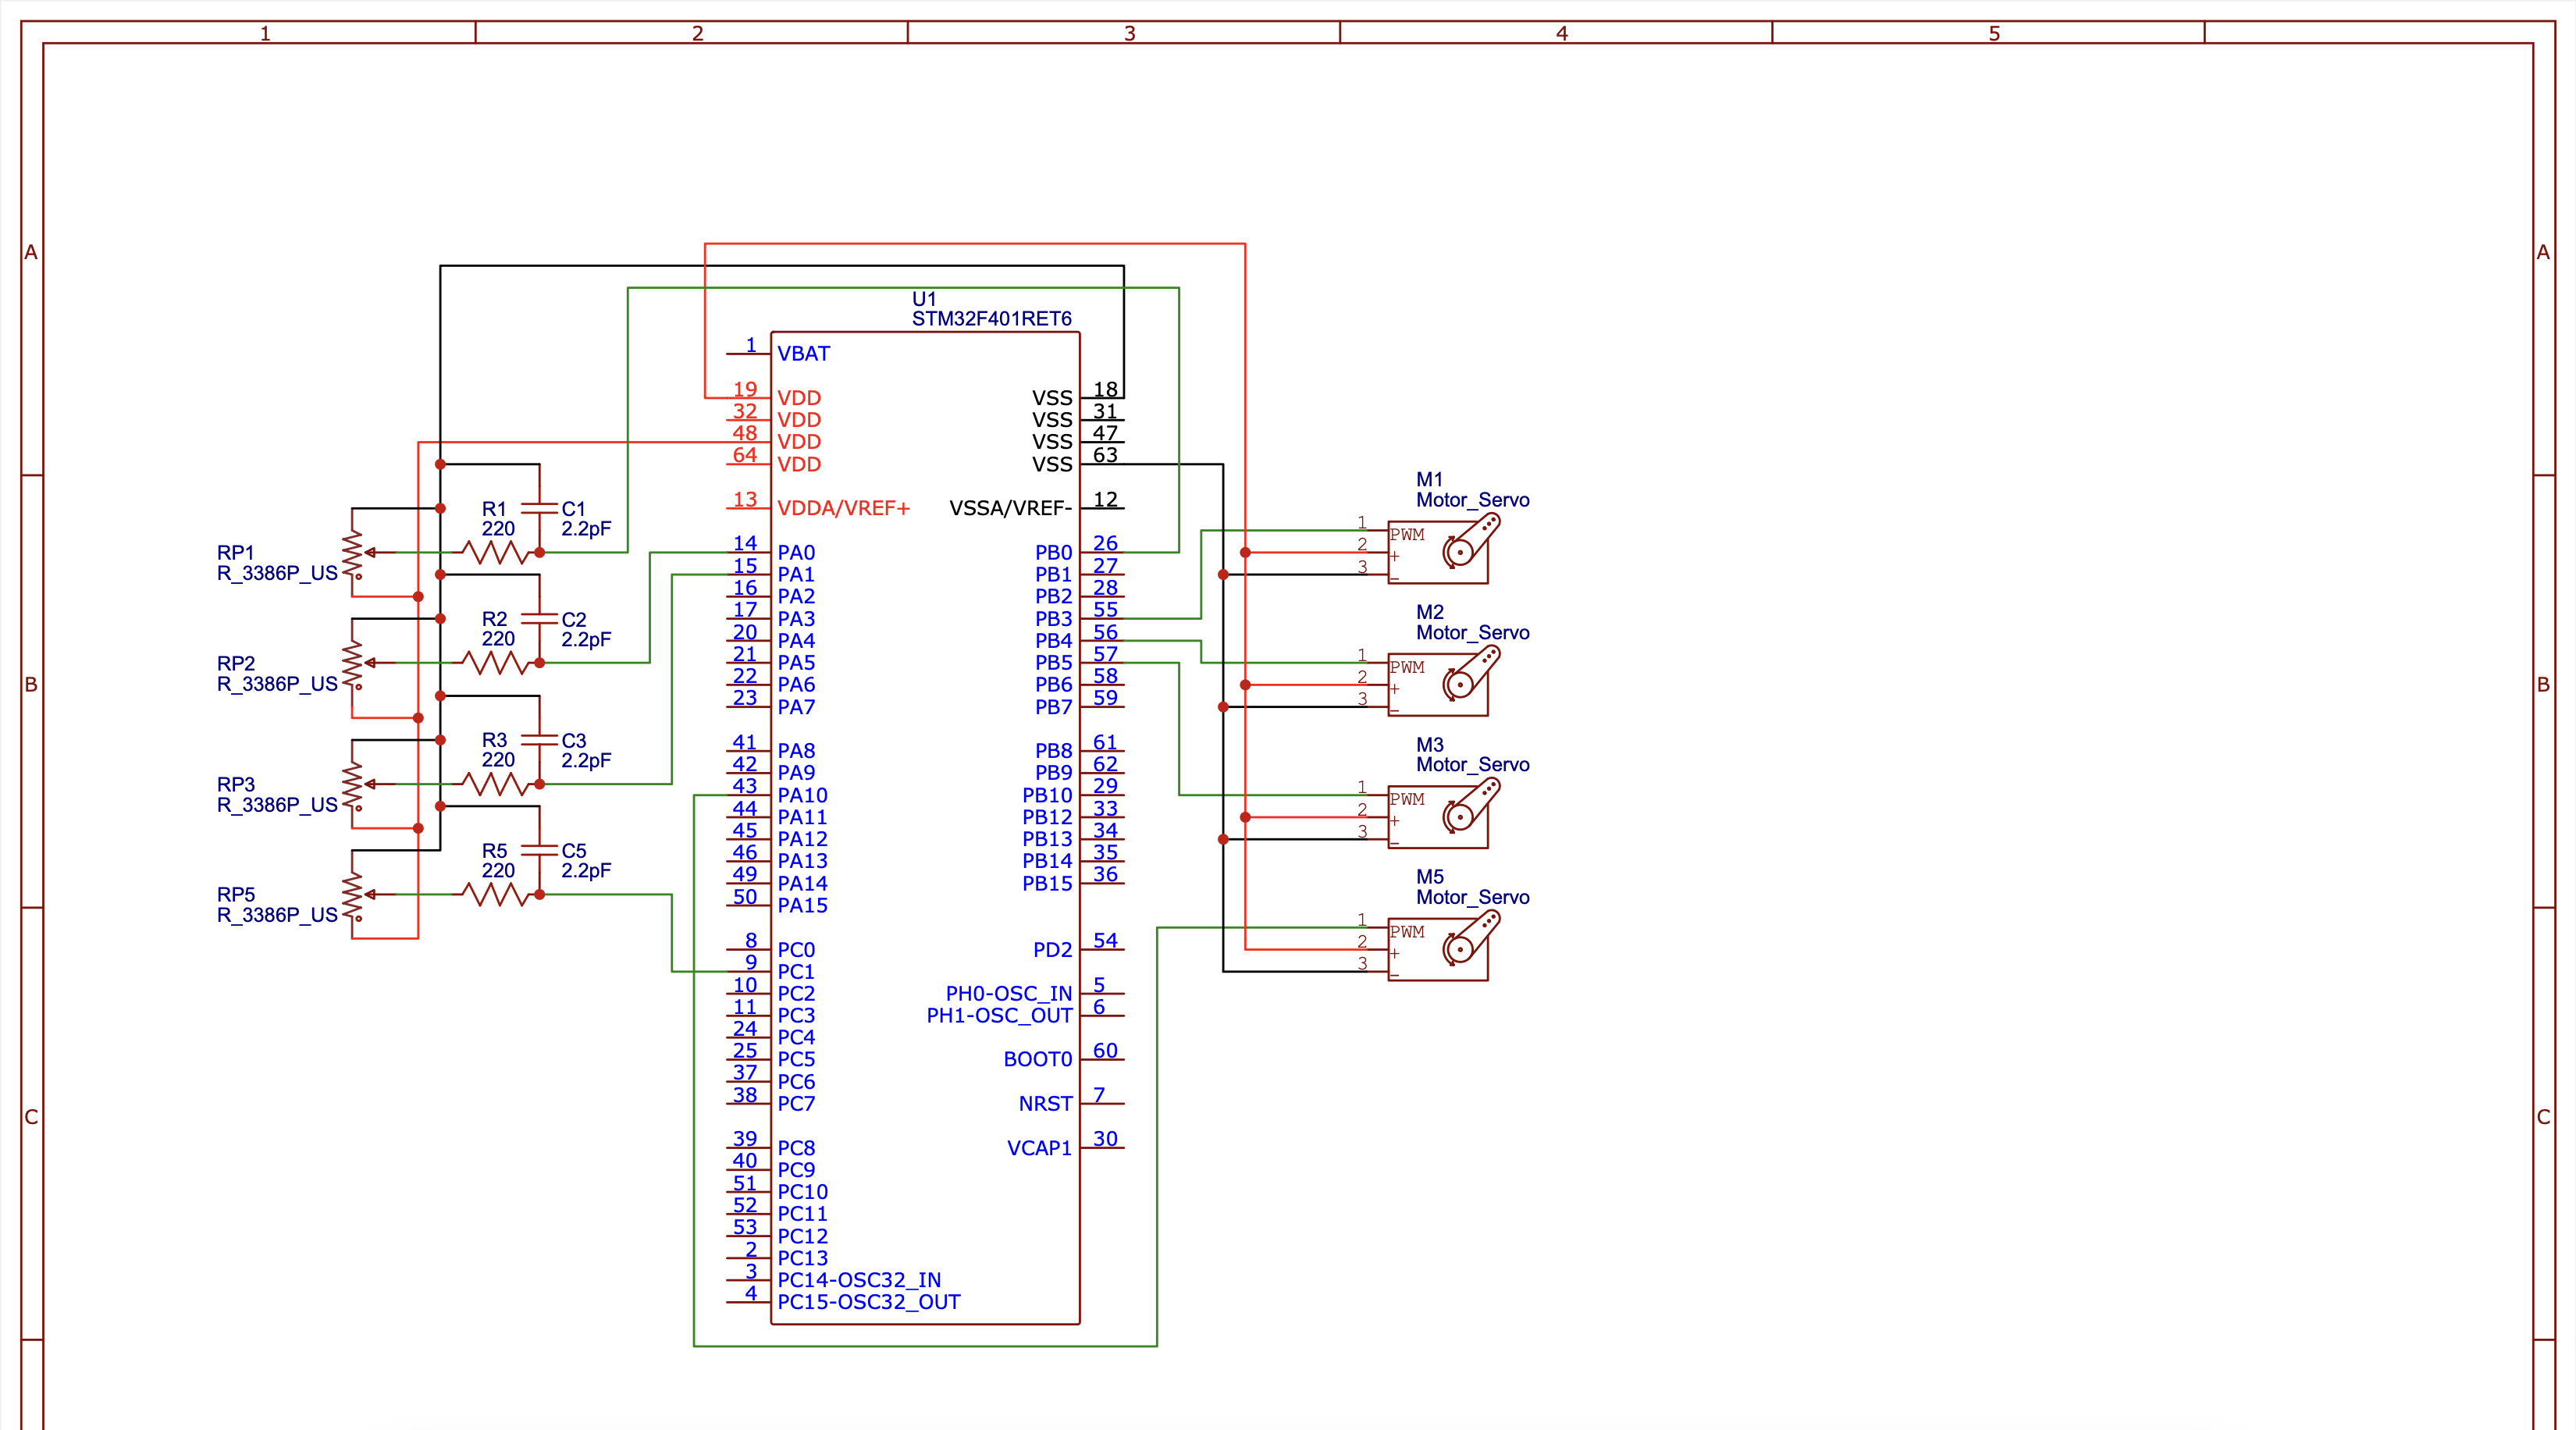 1 2 3 4 5
A A
B B
C C
U1
STM32F401RET6
1 VBAT
19 VDD
32 VDD
48 VDD
64 VDD
13 VDDA/VREF+
14 PA0
15 PA1
16 PA2
17 PA3
20 PA4
21 PA5
22 PA6
23 PA7
41 PA8
42 PA9
43 PA10
44 PA11
45 PA12
46 PA13
49 PA14
50 PA15
8 PC0
9 PC1
10 PC2
11 PC3
24 PC4
25 PC5
37 PC6
38 PC7
39 PC8
40 PC9
51 PC10
52 PC11
53 PC12
2 PC13
3 PC14-OSC32_IN
4 PC15-OSC32_OUT
VSS 18
VSS 31
VSS 47
VSS 63
VSSA/VREF- 12
PB0 26
PB1 27
PB2 28
PB3 55
PB4 56
PB5 57
PB6 58
PB7 59
PB8 61
PB9 62
PB10 29
PB12 33
PB13 34
PB14 35
PB15 36
PD2 54
PH0-OSC_IN 5
PH1-OSC_OUT 6
BOOT0 60
NRST 7
VCAP1 30
RP1
R_3386P_US
R1
220
C1
2.2pF
RP2
R_3386P_US
R2
220
C2
2.2pF
RP3
R_3386P_US
R3
220
C3
2.2pF
RP5
R_3386P_US
R5
220
C5
2.2pF
M1
Motor_Servo
1 PWM
2 +
3 -
M2
Motor_Servo
1 PWM
2 +
3 -
M3
Motor_Servo
1 PWM
2 +
3 -
M5
Motor_Servo
1 PWM
2 +
3 -